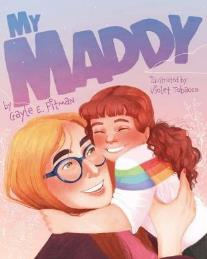 My
MADDY
by Gayle E. Pitman
Illustrated by
Violet Tobacco